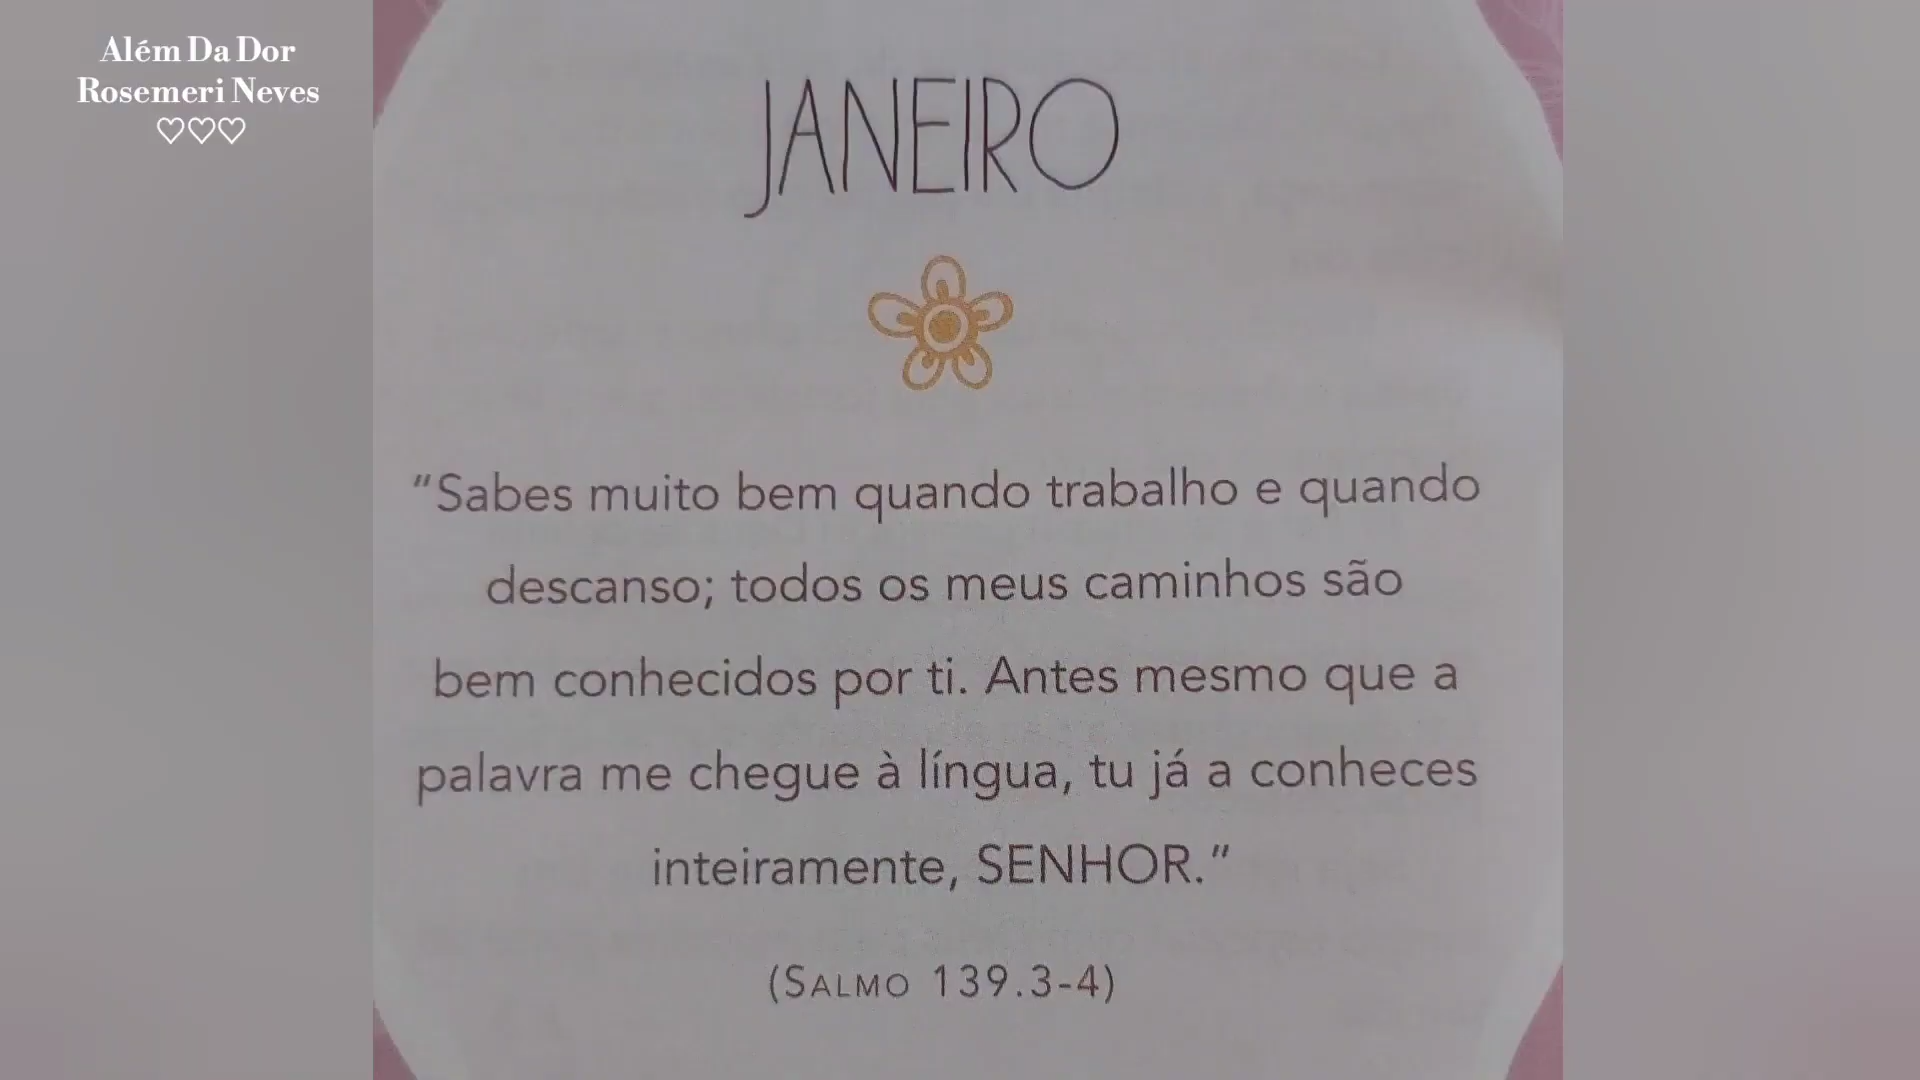 Além Da Dor
Rosemeri Neves
♡♡♡
JANEIRO
"Sabes muito bem quando trabalho e quando
descanso; todos os meus caminhos são
bem conhecidos por ti. Antes mesmo que a
palavra me chegue à língua, tu já a conheces
inteiramente, SENHOR."
(SALMO 139.3-4)